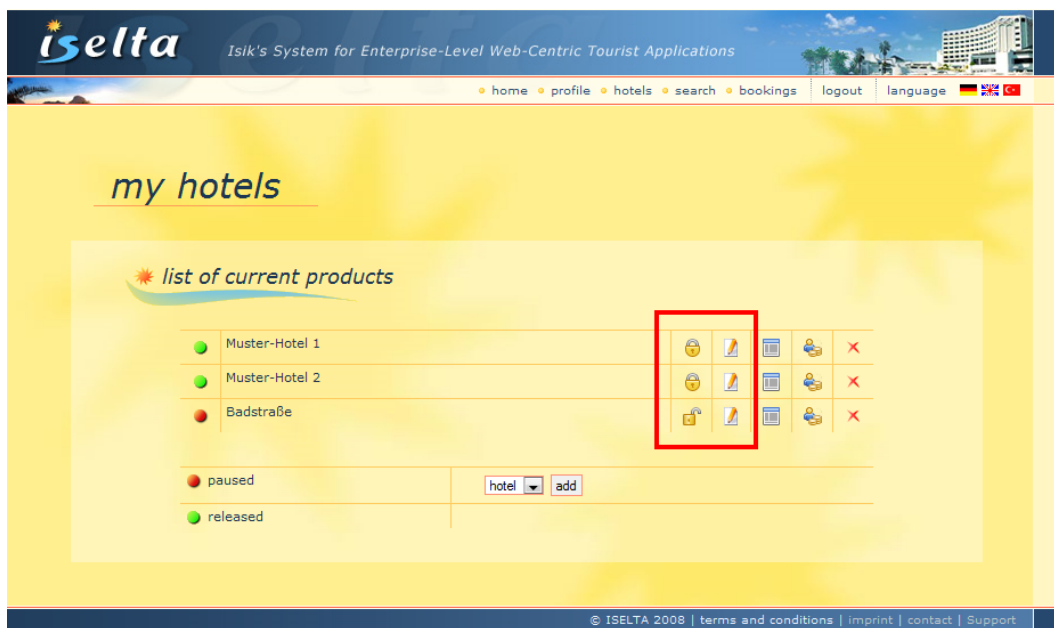 iselta
Isik's System for Enterprise-Level Web-Centric Tourist Applications
home profile hotels search bookings logout language
my hotels
list of current products
Muster-Hotel 1
Muster-Hotel 2
Badstraße
paused hotel add
released
© ISELTA 2008 | terms and conditions | imprint | contact | Support